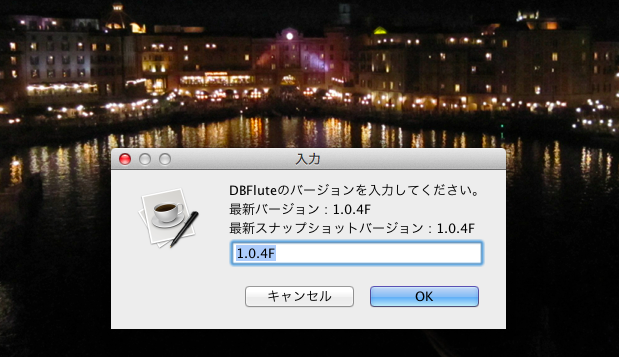 入力
DBFluteのバージョンを入力してください。
最新バージョン : 1.0.4F
最新スナップショットバージョン : 1.0.4F
1.0.4F
キャンセル
OK